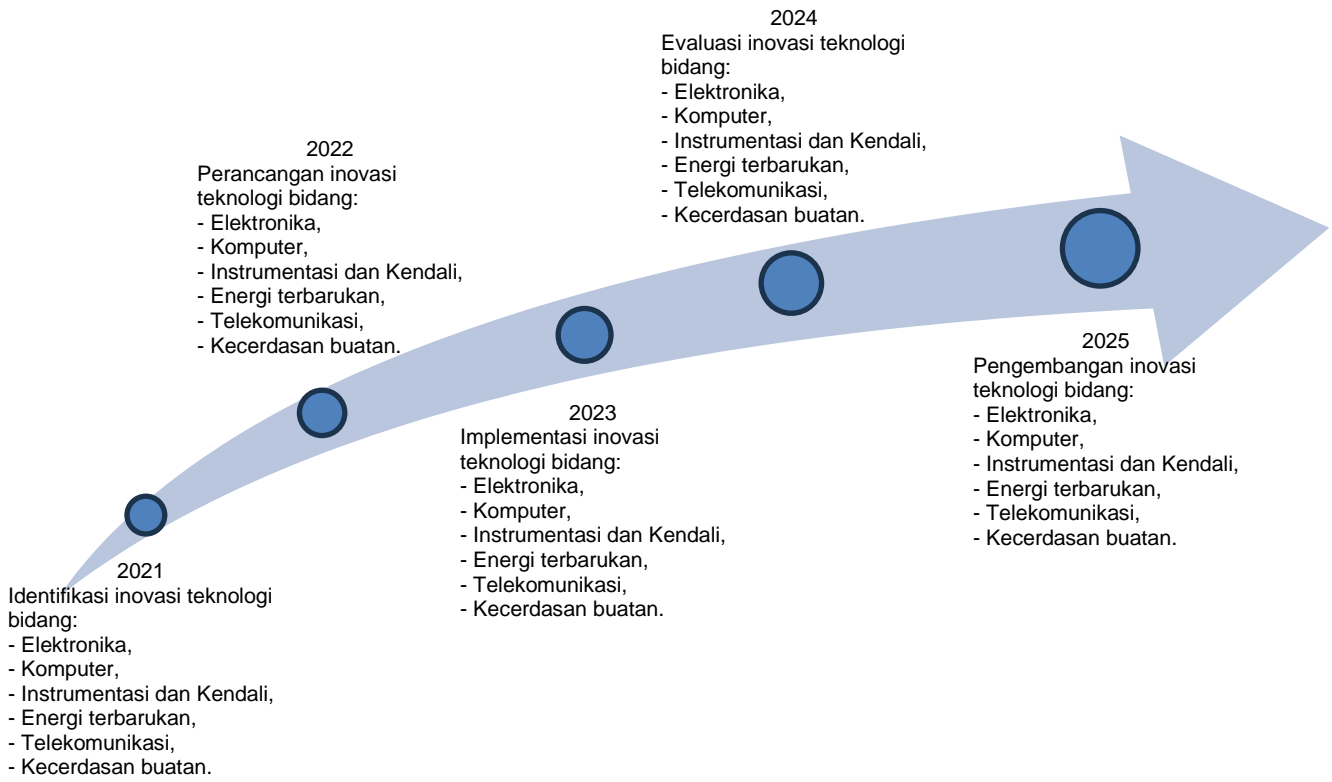 2021
Identifikasi inovasi teknologi
bidang:
- Elektronika,
- Komputer,
- Instrumentasi dan Kendali,
- Energi terbarukan,
- Telekomunikasi,
- Kecerdasan buatan.
2022
Perancangan inovasi
teknologi bidang:
- Elektronika,
- Komputer,
- Instrumentasi dan Kendali,
- Energi terbarukan,
- Telekomunikasi,
- Kecerdasan buatan.
2023
Implementasi inovasi
teknologi bidang:
- Elektronika,
- Komputer,
- Instrumentasi dan Kendali,
- Energi terbarukan,
- Telekomunikasi,
- Kecerdasan buatan.
2024
Evaluasi inovasi teknologi
bidang:
- Elektronika,
- Komputer,
- Instrumentasi dan Kendali,
- Energi terbarukan,
- Telekomunikasi,
- Kecerdasan buatan.
2025
Pengembangan inovasi
teknologi bidang:
- Elektronika,
- Komputer,
- Instrumentasi dan Kendali,
- Energi terbarukan,
- Telekomunikasi,
- Kecerdasan buatan.